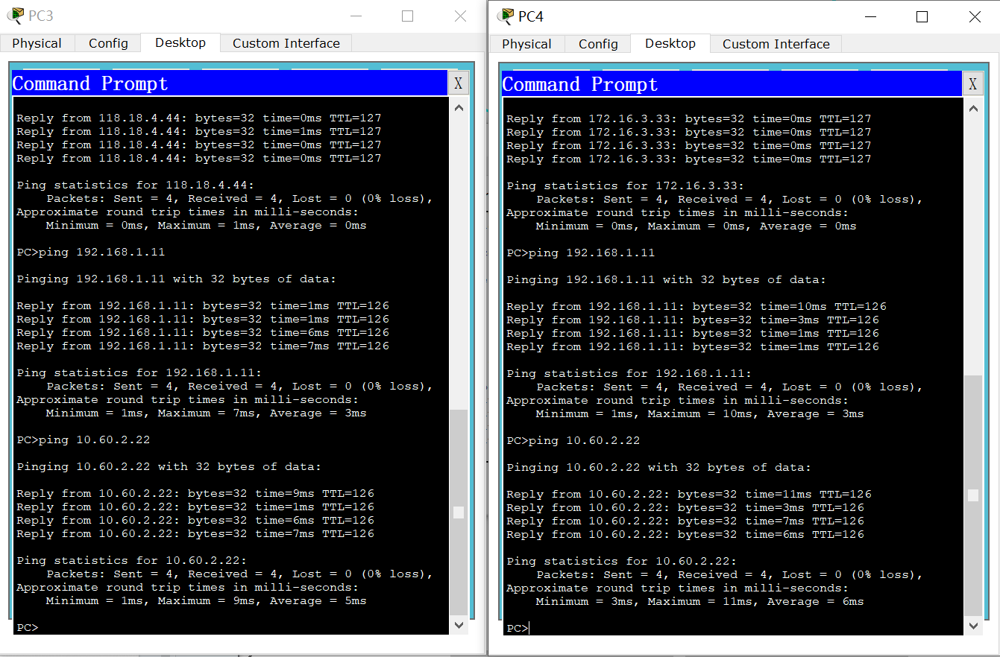 PC3
Physical Config Desktop Custom Interface
Command Prompt X
Reply from 118.18.4.44: bytes=32 time=0ms TTL=127
Reply from 118.18.4.44: bytes=32 time=1ms TTL=127
Reply from 118.18.4.44: bytes=32 time=0ms TTL=127
Reply from 118.18.4.44: bytes=32 time=0ms TTL=127
Ping statistics for 118.18.4.44:
Packets: Sent = 4, Received = 4, Lost = 0 (0% loss),
Approximate round trip times in milli-seconds:
Minimum = 0ms, Maximum = 1ms, Average = 0ms
PC>ping 192.168.1.11
Pinging 192.168.1.11 with 32 bytes of data:
Reply from 192.168.1.11: bytes=32 time=1ms TTL=126
Reply from 192.168.1.11: bytes=32 time=1ms TTL=126
Reply from 192.168.1.11: bytes=32 time=6ms TTL=126
Reply from 192.168.1.11: bytes=32 time=7ms TTL=126
Ping statistics for 192.168.1.11:
Packets: Sent = 4, Received = 4, Lost = 0 (0% loss),
Approximate round trip times in milli-seconds:
Minimum = 1ms, Maximum = 7ms, Average = 3ms
PC>ping 10.60.2.22
Pinging 10.60.2.22 with 32 bytes of data:
Reply from 10.60.2.22: bytes=32 time=9ms TTL=126
Reply from 10.60.2.22: bytes=32 time=1ms TTL=126
Reply from 10.60.2.22: bytes=32 time=6ms TTL=126
Reply from 10.60.2.22: bytes=32 time=7ms TTL=126
Ping statistics for 10.60.2.22:
Packets: Sent = 4, Received = 4, Lost = 0 (0% loss),
Approximate round trip times in milli-seconds:
Minimum = 1ms, Maximum = 9ms, Average = 5ms
PC>
PC4
Physical Config Desktop Custom Interface
Command Prompt X
Reply from 172.16.3.33: bytes=32 time=0ms TTL=127
Reply from 172.16.3.33: bytes=32 time=0ms TTL=127
Reply from 172.16.3.33: bytes=32 time=0ms TTL=127
Reply from 172.16.3.33: bytes=32 time=0ms TTL=127
Ping statistics for 172.16.3.33:
Packets: Sent = 4, Received = 4, Lost = 0 (0% loss),
Approximate round trip times in milli-seconds:
Minimum = 0ms, Maximum = 0ms, Average = 0ms
PC>ping 192.168.1.11
Pinging 192.168.1.11 with 32 bytes of data:
Reply from 192.168.1.11: bytes=32 time=10ms TTL=126
Reply from 192.168.1.11: bytes=32 time=3ms TTL=126
Reply from 192.168.1.11: bytes=32 time=1ms TTL=126
Reply from 192.168.1.11: bytes=32 time=1ms TTL=126
Ping statistics for 192.168.1.11:
Packets: Sent = 4, Received = 4, Lost = 0 (0% loss),
Approximate round trip times in milli-seconds:
Minimum = 1ms, Maximum = 10ms, Average = 3ms
PC>ping 10.60.2.22
Pinging 10.60.2.22 with 32 bytes of data:
Reply from 10.60.2.22: bytes=32 time=11ms TTL=126
Reply from 10.60.2.22: bytes=32 time=3ms TTL=126
Reply from 10.60.2.22: bytes=32 time=7ms TTL=126
Reply from 10.60.2.22: bytes=32 time=6ms TTL=126
Ping statistics for 10.60.2.22:
Packets: Sent = 4, Received = 4, Lost = 0 (0% loss),
Approximate round trip times in milli-seconds:
Minimum = 3ms, Maximum = 11ms, Average = 6ms
PC>